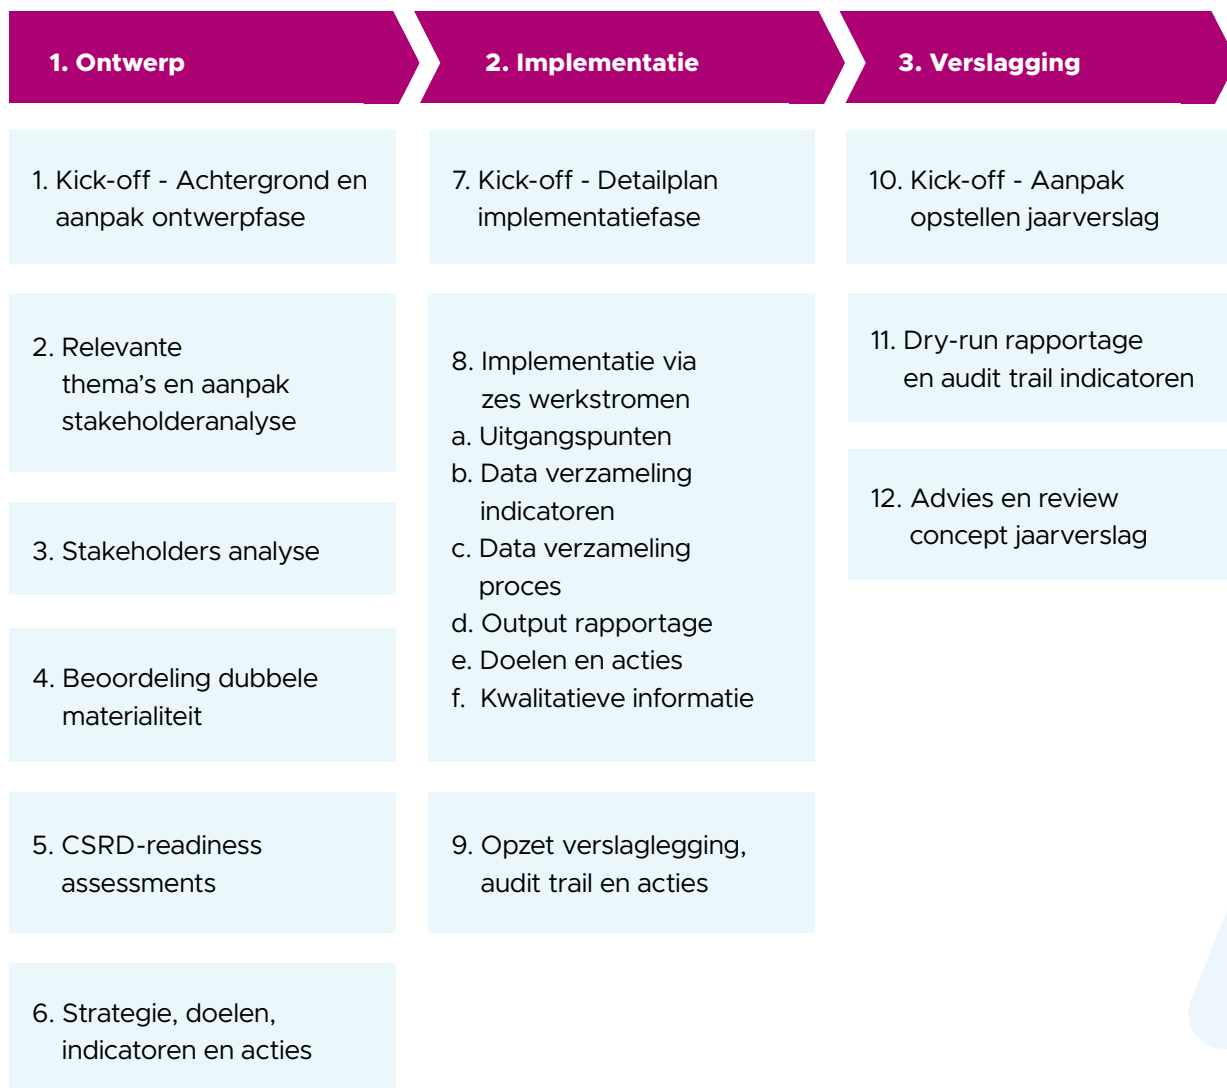 1. Ontwerp
1. Kick-off - Achtergrond en
aanpak ontwerpfase
2. Relevante
thema's en aanpak
stakeholderanalyse
3. Stakeholders analyse
4. Beoordeling dubbele
materialiteit
5. CSRD-readiness
assessments
6. Strategie, doelen,
indicatoren en acties
2. Implementatie
7. Kick-off - Detailplan
implementatiefase
8. Implementatie via
zes werkstromen
a. Uitgangspunten
b. Data verzameling
indicatoren
c. Data verzameling
proces
d. Output rapportage
e. Doelen en acties
f. Kwalitatieve informatie
9. Opzet verslaglegging,
audit trail en acties
3. Verslagging
10. Kick-off - Aanpak
opstellen jaarverslag
11. Dry-run rapportage
en audit trail indicatoren
12. Advies en review
concept jaarverslag